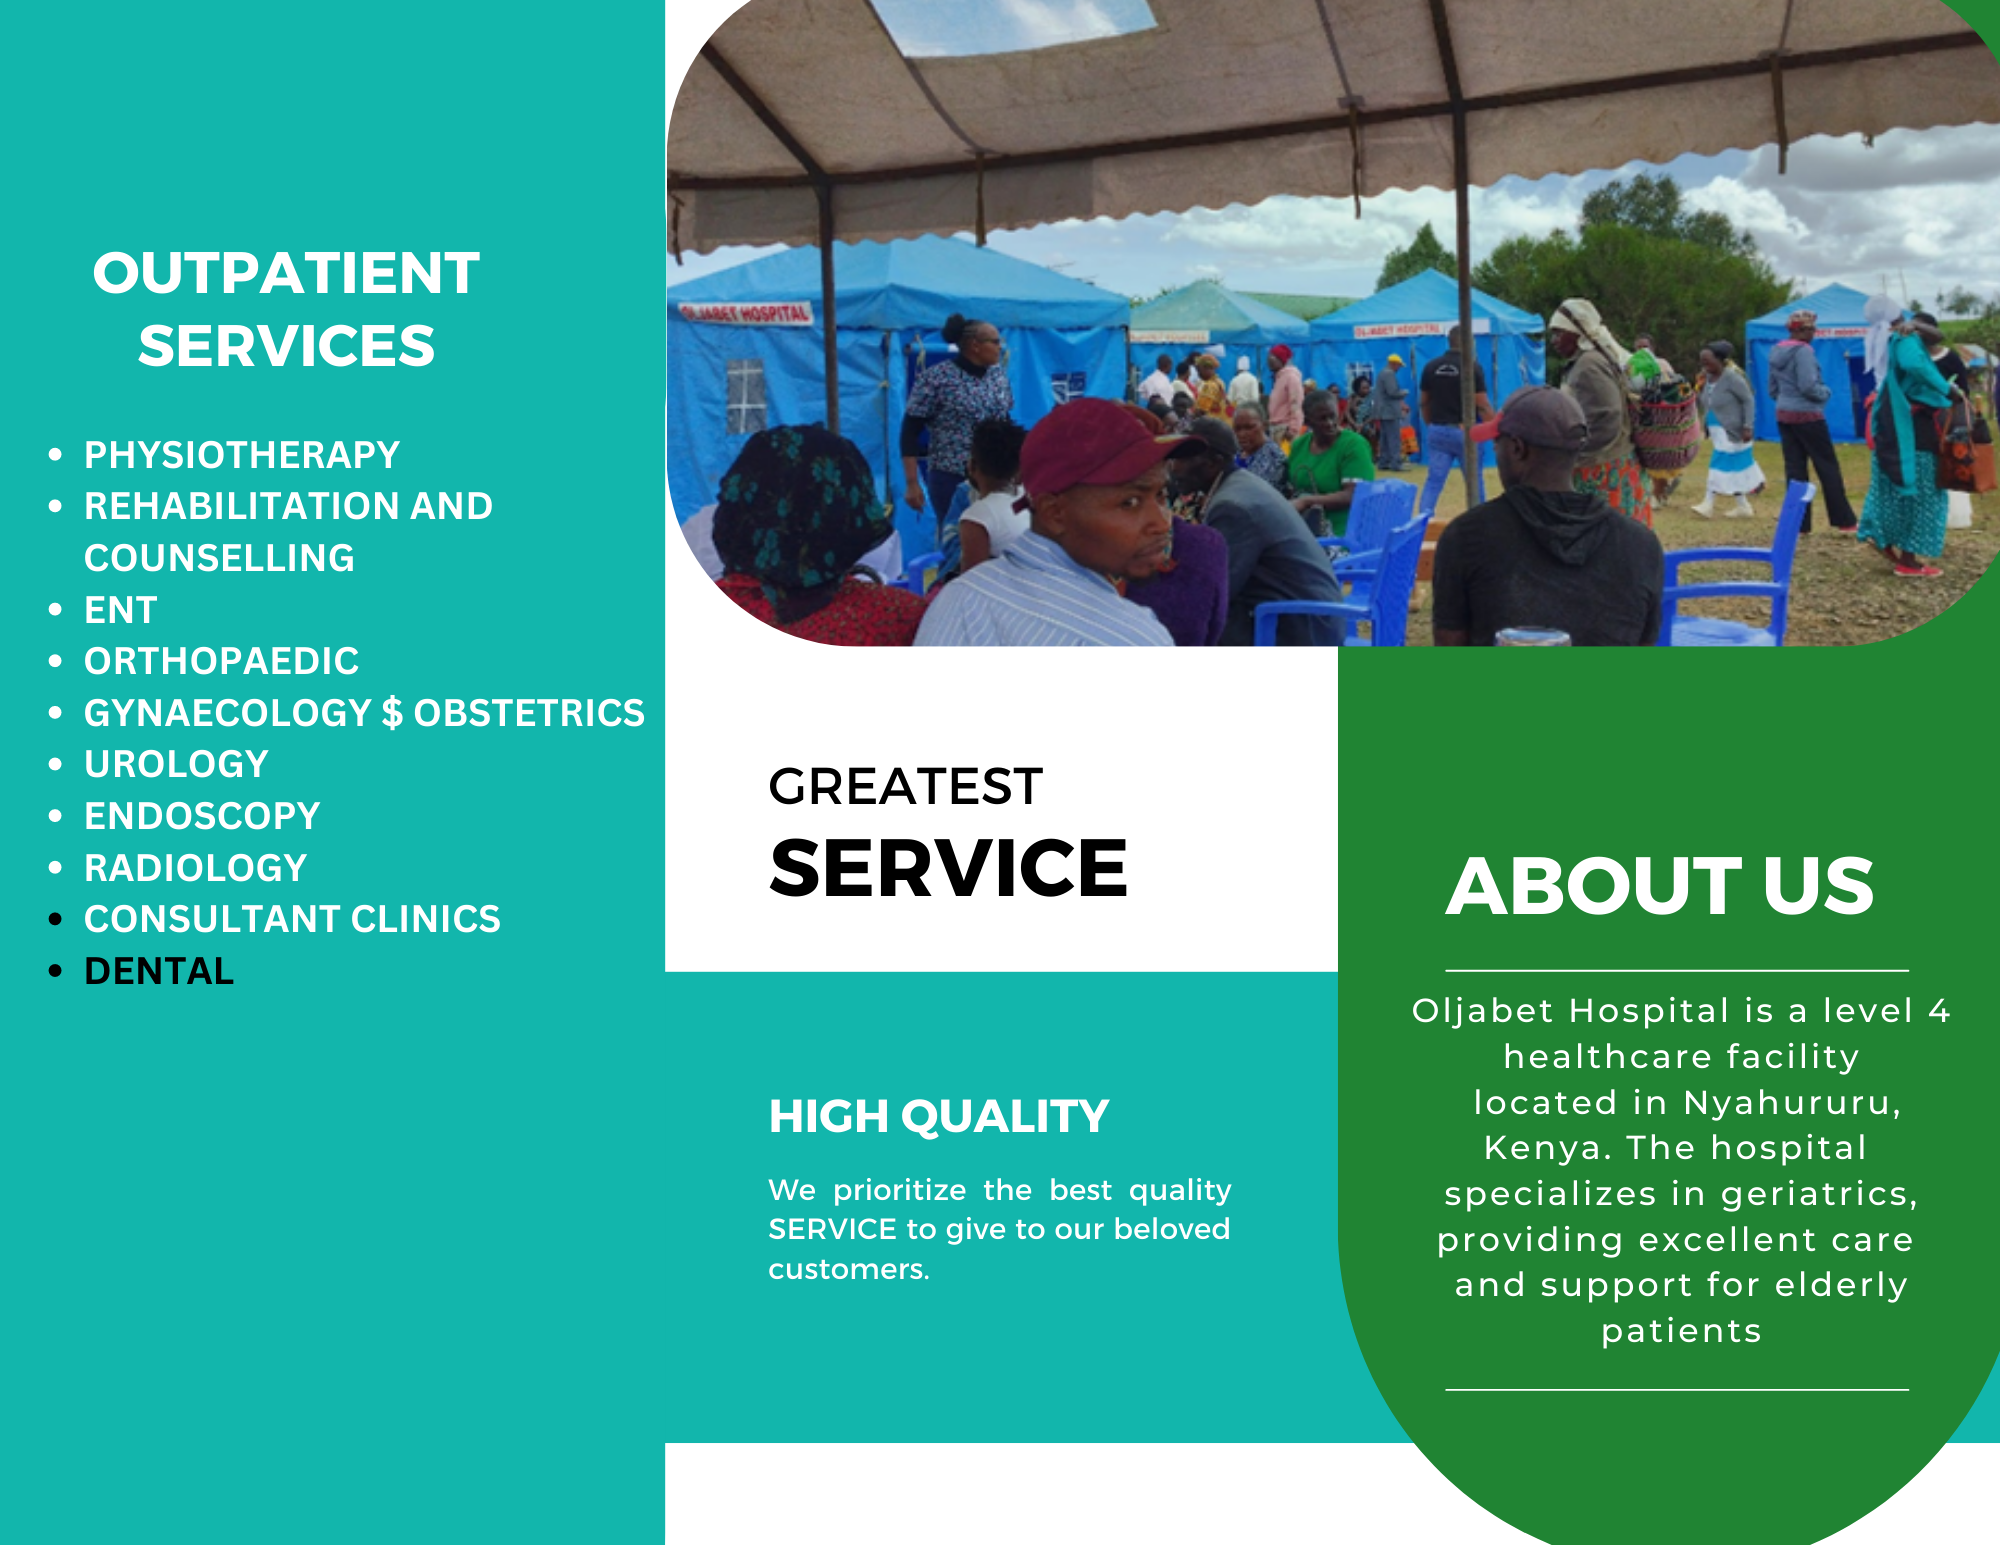 OUTPATIENT
SERVICES
• PHYSIOTHERAPY
• REHABILITATION AND
COUNSELLING
• ENT
• ORTHOPAEDIC
• GYNAECOLOGY $ OBSTETRICS
• UROLOGY
• ENDOSCOPY
• RADIOLOGY
• CONSULTANT CLINICS
• DENTAL
OLJABET HOSPITAL
OLJABET HOSPITAL
GREATEST
SERVICE
HIGH QUALITY
We prioritize the best quality
SERVICE to give to our beloved
customers.
ABOUT US
Oljabet Hospital is a level 4
healthcare facility
located in Nyahururu,
Kenya. The hospital
specializes in geriatrics,
providing excellent care
and support for elderly
patients